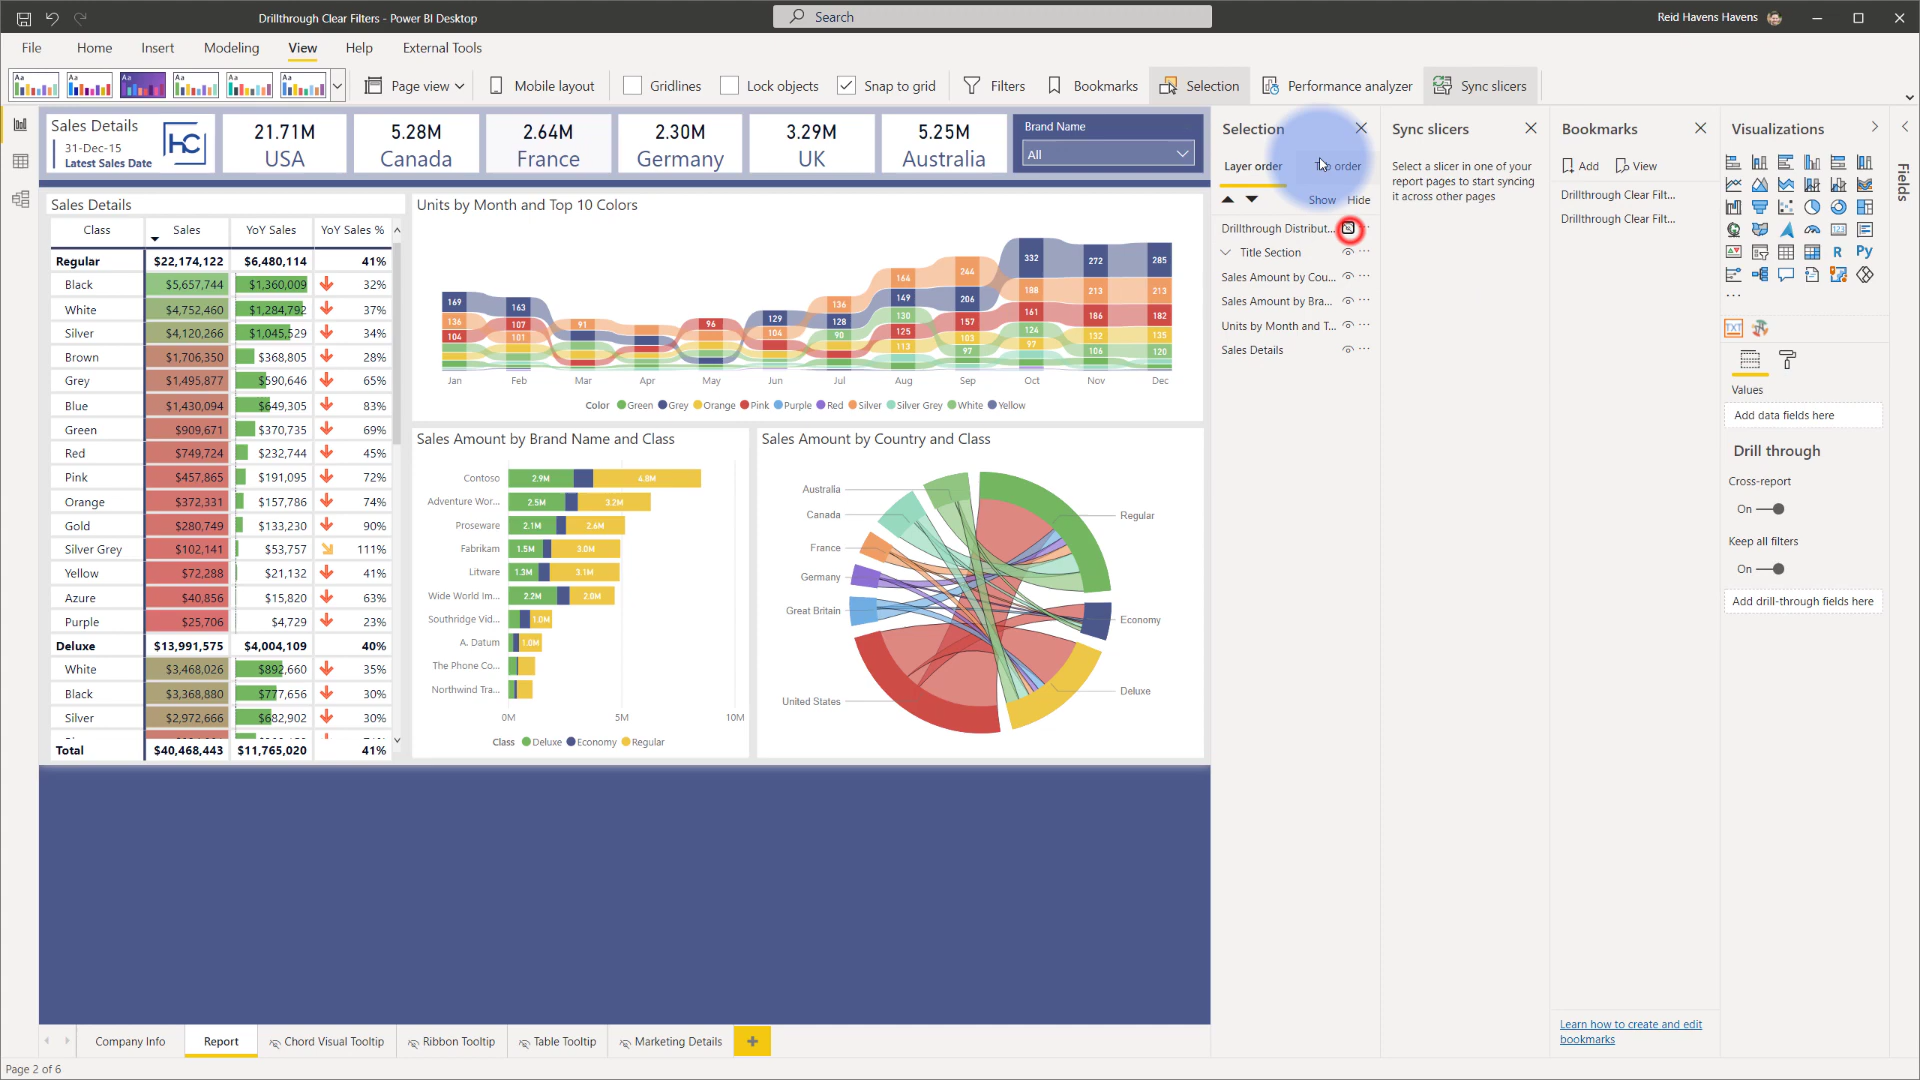 Drillthrough Clear Filters - Power BI Desktop
Search
Reid Havens Havens
File Home Insert Modeling View Help External Tools
Aa Aa Aa Aa Aa Aa
Page view Mobile layout Gridlines Lock objects Snap to grid Filters Bookmarks Selection Performance analyzer Sync slicers
Sales Details
31-Dec-15
Latest Sales Date
HC
21.71M
USA
5.28M
Canada
2.64M
France
2.30M
Germany
3.29M
UK
5.25M
Australia
Brand Name
All
Sales Details
Class Sales YoY Sales YoY Sales %
Regular $22,174,122 $6,480,114 41%
Black $5,657,744 $1,360,009 32%
White $4,752,460 $1,284,792 37%
Silver $4,120,266 $1,045,529 34%
Brown $1,706,350 $368,805 28%
Grey $1,495,877 $590,646 65%
Blue $1,430,094 $649,305 83%
Green $909,671 $370,735 69%
Red $749,724 $232,744 45%
Pink $457,865 $191,095 72%
Orange $372,331 $157,786 74%
Gold $280,749 $133,230 90%
Silver Grey $102,141 $53,757 111%
Yellow $72,288 $21,132 41%
Azure $40,856 $15,820 63%
Purple $25,706 $4,729 23%
Deluxe $13,991,575 $4,004,109 40%
White $3,468,026 $892,660 35%
Black $3,368,880 $777,656 30%
Silver $2,972,666 $682,902 30%
Total $40,468,443 $11,765,020 41%
Units by Month and Top 10 Colors
169 136 104
163 107 101
91
96
129 104
136 128 90
164 149 130 125 113
244 206 157 103 97
332 188 161 124 97
272 213 186 132 106
285 213 182 135 120
Jan Feb Mar Apr May Jun Jul Aug Sep Oct Nov Dec
Color Green Grey Orange Pink Purple Red Silver Silver Grey White Yellow
Sales Amount by Brand Name and Class
Contoso 2.9M 4.8M
Adventure Wor... 2.5M 3.2M
Proseware 2.1M 2.6M
Fabrikam 1.5M 3.0M
Litware 1.3M 3.1M
Wide World Im... 2.2M 2.0M
Southridge Vid... 1.0M
A. Datum 1.0M
The Phone Co...
Northwind Tra...
0M 5M 10M
Class Deluxe Economy Regular
Sales Amount by Country and Class
Australia
Canada
France
Germany
Great Britain
United States
Regular
Economy
Deluxe
Selection
Layer order order
Show Hide
Drillthrough Distribut...
Title Section
Sales Amount by Cou...
Sales Amount by Bra...
Units by Month and T...
Sales Details
Sync slicers
Select a slicer in one of your
report pages to start syncing
it across other pages
Bookmarks
Add View
Drillthrough Clear Filt...
Drillthrough Clear Filt...
Learn how to create and edit
bookmarks
Visualizations
R Py
TXT
Values
Add data fields here
Drill through
Cross-report
On
Keep all filters
On
Add drill-through fields here
Fields
Company Info Report Chord Visual Tooltip Ribbon Tooltip Table Tooltip Marketing Details
Page 2 of 6